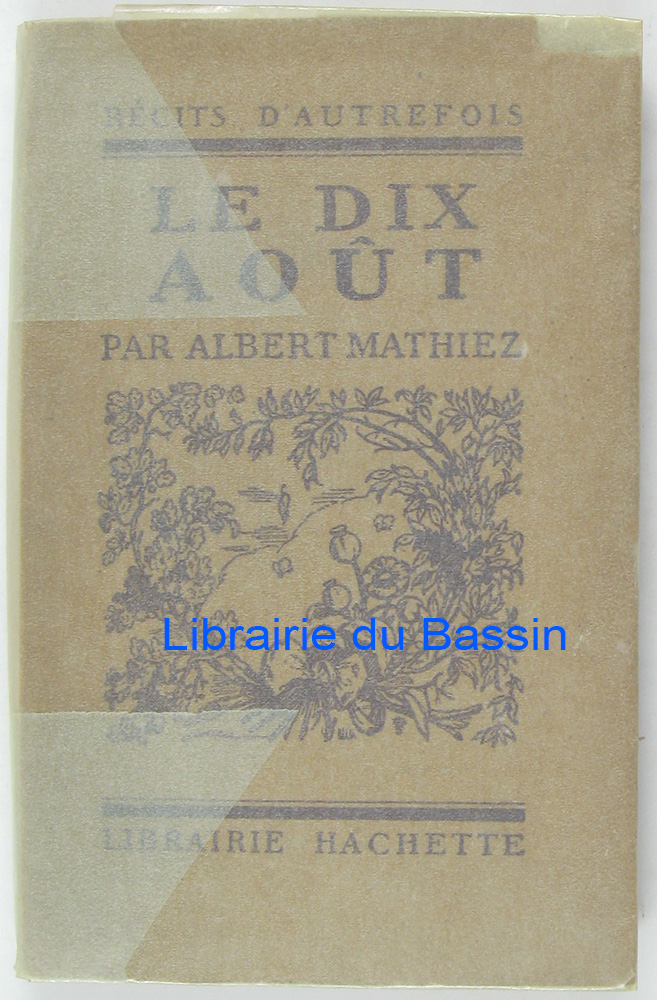 RÉCITS D'AUTREFOIS
LE DIX
AOÛT
PAR ALBERT MATHIEZ
Librairie du Bassin
LIBRAIRIE HACHETTE